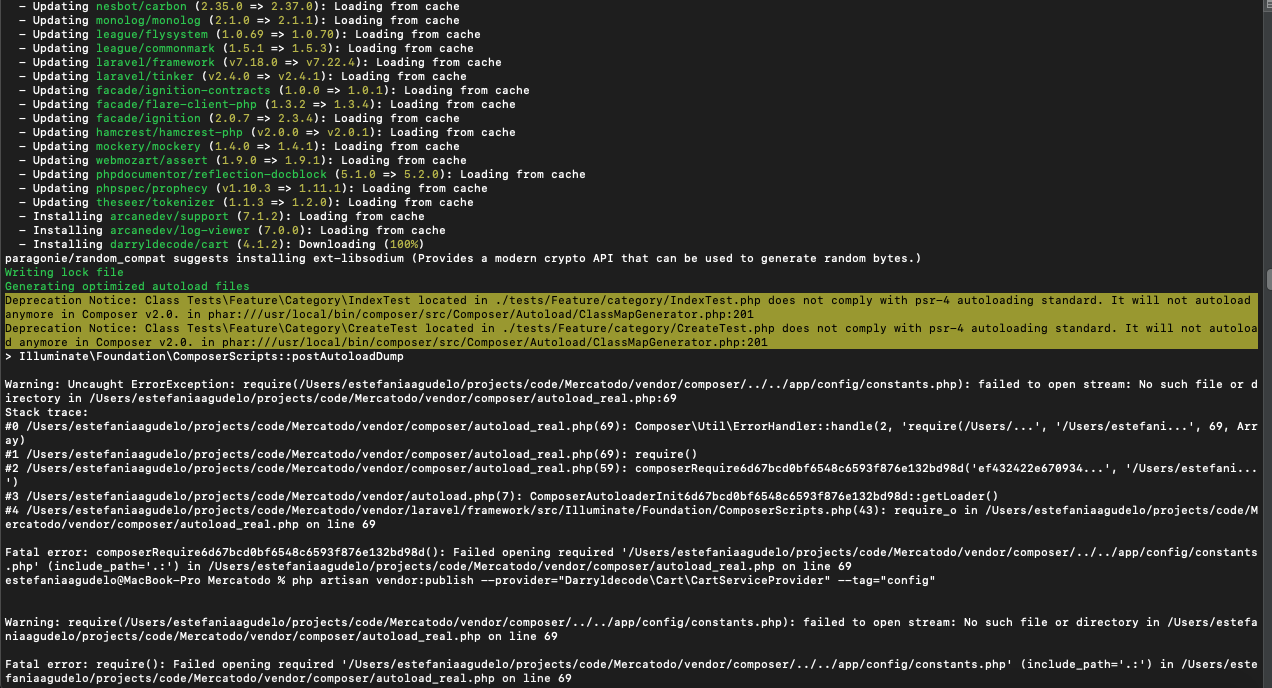 - Updating nesbot/carbon (2.35.0 => 2.37.0): Loading from cache
- Updating monolog/monolog (2.1.0 => 2.1.1): Loading from cache
- Updating league/flysystem (1.0.69 => 1.0.70): Loading from cache
- Updating league/commonmark (1.5.1 => 1.5.3): Loading from cache
- Updating laravel/framework (v7.18.0 => v7.22.4): Loading from cache
- Updating laravel/tinker (v2.4.0 => v2.4.1): Loading from cache
- Updating facade/ignition-contracts (1.0.0 => 1.0.1): Loading from cache
- Updating facade/flare-client-php (1.3.2 => 1.3.4): Loading from cache
- Updating facade/ignition (2.0.7 => 2.3.4): Loading from cache
- Updating hamcrest/hamcrest-php (v2.0.0 => v2.0.1): Loading from cache
- Updating mockery/mockery (1.4.0 => 1.4.1): Loading from cache
- Updating webmozart/assert (1.9.0 => 1.9.1): Loading from cache
- Updating phpdocumentor/reflection-docblock (5.1.0 => 5.2.0): Loading from cache
- Updating phpspec/prophecy (v1.10.3 => 1.11.1): Loading from cache
- Updating theseer/tokenizer (1.1.3 => 1.2.0): Loading from cache
- Installing arcanedev/support (7.1.2): Loading from cache
- Installing arcanedev/log-viewer (7.0.0): Loading from cache
- Installing darryldecode/cart (4.1.2): Downloading (100%)
paragonie/random_compat suggests installing ext-libsodium (Provides a modern crypto API that can be used to generate random bytes.)
Writing lock file
Generating optimized autoload files
Deprecation Notice: Class Tests\Feature\Category\IndexTest located in ./tests/Feature/category/IndexTest.php does not comply with psr-4 autoloading standard. It will not autoload
anymore in Composer v2.0. in phar:///usr/local/bin/composer/src/Composer/Autoload/ClassMapGenerator.php:201
Deprecation Notice: Class Tests\Feature\Category\CreateTest located in ./tests/Feature/category/CreateTest.php does not comply with psr-4 autoloading standard. It will not autoloa
d anymore in Composer v2.0. in phar:///usr/local/bin/composer/src/Composer/Autoload/ClassMapGenerator.php:201
> Illuminate\Foundation\ComposerScripts::postAutoloadDump
Warning: Uncaught ErrorException: require(/Users/estefaniaagudelo/projects/code/Mercatodo/vendor/composer/../../app/config/constants.php): failed to open stream: No such file or d
irectory in /Users/estefaniaagudelo/projects/code/Mercatodo/vendor/composer/autoload_real.php:69
Stack trace:
#0 /Users/estefaniaagudelo/projects/code/Mercatodo/vendor/composer/autoload_real.php(69): Composer\Util\ErrorHandler::handle(2, 'require(/Users/...', '/Users/estefani...', 69, Arr
ay)
#1 /Users/estefaniaagudelo/projects/code/Mercatodo/vendor/composer/autoload_real.php(69): require()
#2 /Users/estefaniaagudelo/projects/code/Mercatodo/vendor/composer/autoload_real.php(59): composerRequire6d67bcd0bf6548c6593f876e132bd98d('ef432422e670934...', '/Users/estefani...
')
#3 /Users/estefaniaagudelo/projects/code/Mercatodo/vendor/autoload.php(7): ComposerAutoloaderInit6d67bcd0bf6548c6593f876e132bd98d::getLoader()
#4 /Users/estefaniaagudelo/projects/code/Mercatodo/vendor/laravel/framework/src/Illuminate/Foundation/ComposerScripts.php(43): require_o in /Users/estefaniaagudelo/projects/code/M
ercatodo/vendor/composer/autoload_real.php on line 69
Fatal error: composerRequire6d67bcd0bf6548c6593f876e132bd98d(): Failed opening required '/Users/estefaniaagudelo/projects/code/Mercatodo/vendor/composer/../../app/config/constants
.php' (include_path='.:') in /Users/estefaniaagudelo/projects/code/Mercatodo/vendor/composer/autoload_real.php on line 69
estefaniaagudelo@MacBook-Pro Mercatodo % php artisan vendor:publish --provider="Darryldecode\Cart\CartServiceProvider" --tag="config"
Warning: require(/Users/estefaniaagudelo/projects/code/Mercatodo/vendor/composer/../../app/config/constants.php): failed to open stream: No such file or directory in /Users/estefa
niaagudelo/projects/code/Mercatodo/vendor/composer/autoload_real.php on line 69
Fatal error: require(): Failed opening required '/Users/estefaniaagudelo/projects/code/Mercatodo/vendor/composer/../../app/config/constants.php' (include_path='.:') in /Users/este
faniaagudelo/projects/code/Mercatodo/vendor/composer/autoload_real.php on line 69